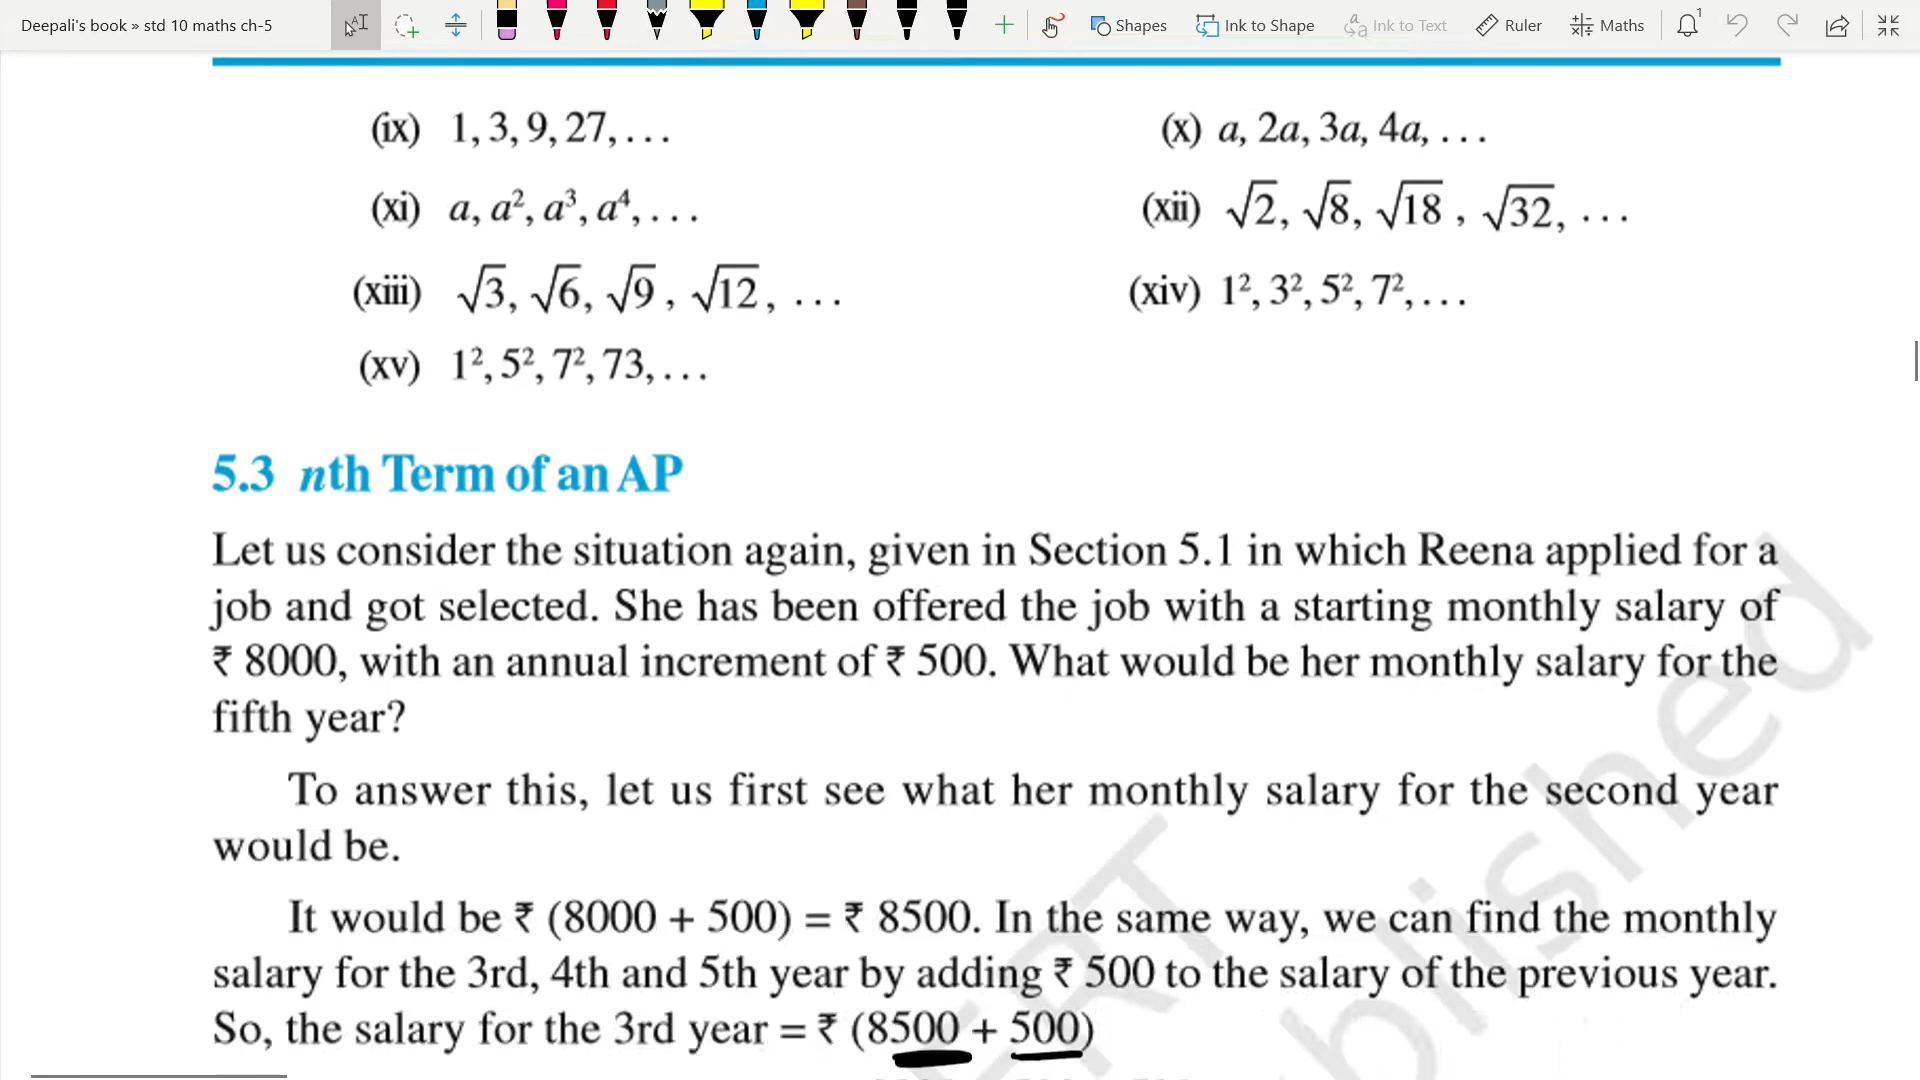 Deepali's book » std 10 maths ch-5
Shapes
Ink to Shape
Ink to Text
Ruler
Maths
1
(ix) 1, 3, 9, 27, . . .
(x) a, 2a, 3a, 4a, . . .
(xi) a, a², a³, a⁴, . . .
(xii) √2, √8, √18 , √32, . . .
(xiii) √3, √6, √9 , √12 , . . .
(xiv) 1², 3², 5², 7², . . .
(xv) 1², 5², 7², 73, . . .
5.3 nth Term of an AP
Let us consider the situation again, given in Section 5.1 in which Reena applied for a
job and got selected. She has been offered the job with a starting monthly salary of
₹ 8000, with an annual increment of ₹ 500. What would be her monthly salary for the
fifth year?
To answer this, let us first see what her monthly salary for the second year
would be.
It would be ₹ (8000 + 500) = ₹ 8500. In the same way, we can find the monthly
salary for the 3rd, 4th and 5th year by adding ₹ 500 to the salary of the previous year.
So, the salary for the 3rd year = ₹ (8500 + 500)